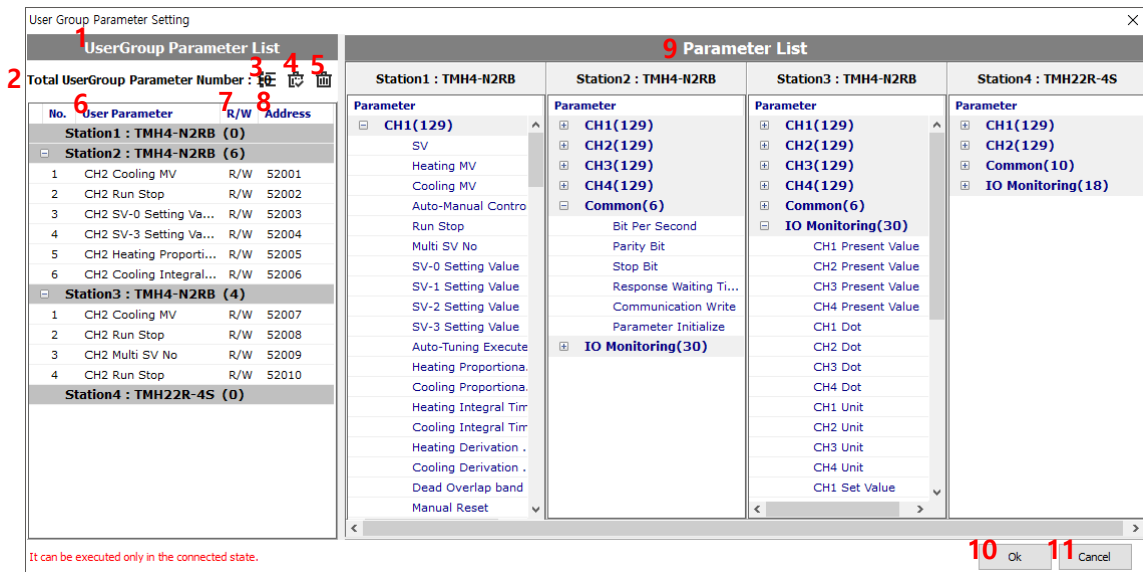 User Group Parameter Setting
1
UserGroup Parameter List
2 Total UserGroup Parameter Number :
3 4 5
6 7 8
No. User Parameter R/W Address
Station1 : TMH4-N2RB (0)
Station2 : TMH4-N2RB (6)
1 CH2 Cooling MV R/W 52001
2 CH2 Run Stop R/W 52002
3 CH2 SV-0 Setting Va... R/W 52003
4 CH2 SV-3 Setting Va... R/W 52004
5 CH2 Heating Proporti... R/W 52005
6 CH2 Cooling Integral... R/W 52006
Station3 : TMH4-N2RB (4)
1 CH2 Cooling MV R/W 52007
2 CH2 Run Stop R/W 52008
3 CH2 Multi SV No R/W 52009
4 CH2 Run Stop R/W 52010
Station4 : TMH22R-4S (0)
9 Parameter List
Station1 : TMH4-N2RB
Parameter
CH1(129)
SV
Heating MV
Cooling MV
Auto-Manual Contro
Run Stop
Multi SV No
SV-0 Setting Value
SV-1 Setting Value
SV-2 Setting Value
SV-3 Setting Value
Auto-Tuning Execute
Heating Proportiona.
Cooling Proportiona.
Heating Integral Tim
Cooling Integral Tim
Heating Derivation .
Cooling Derivation .
Dead Overlap band
Manual Reset
Station2 : TMH4-N2RB
Parameter
CH1(129)
CH2(129)
CH3(129)
CH4(129)
Common(6)
Bit Per Second
Parity Bit
Stop Bit
Response Waiting Ti...
Communication Write
Parameter Initialize
IO Monitoring(30)
Station3 : TMH4-N2RB
Parameter
CH1(129)
CH2(129)
CH3(129)
CH4(129)
Common(6)
IO Monitoring(30)
CH1 Present Value
CH2 Present Value
CH3 Present Value
CH4 Present Value
CH1 Dot
CH2 Dot
CH3 Dot
CH4 Dot
CH1 Unit
CH2 Unit
CH3 Unit
CH4 Unit
CH1 Set Value
Station4 : TMH22R-4S
Parameter
CH1(129)
CH2(129)
Common(10)
IO Monitoring(18)
It can be executed only in the connected state.
10 Ok
11 Cancel